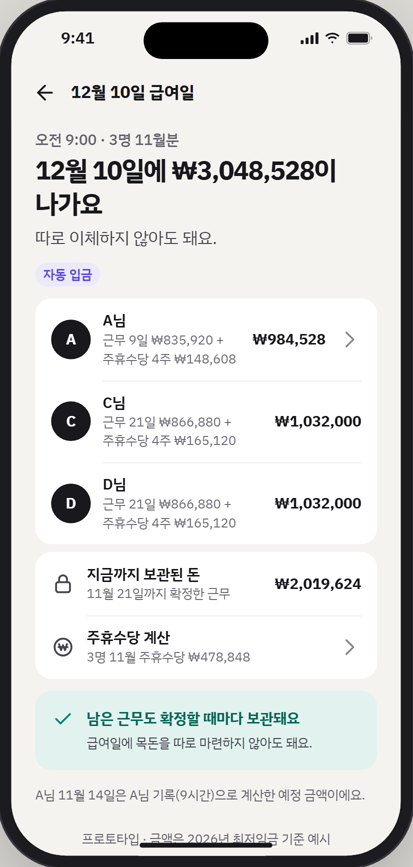 9:41
12월 10일 급여일
오전 9:00 · 3명 11월분
12월 10일에 ₩3,048,528이
나가요
따로 이체하지 않아도 돼요.
자동 입금
A
A님
근무 9일 ₩835,920 +
주휴수당 4주 ₩148,608
₩984,528
C
C님
근무 21일 ₩866,880 +
주휴수당 4주 ₩165,120
₩1,032,000
D
D님
근무 21일 ₩866,880 +
주휴수당 4주 ₩165,120
₩1,032,000
지금까지 보관된 돈
11월 21일까지 확정한 근무
₩2,019,624
주휴수당 계산
3명 11월 주휴수당 ₩478,848
남은 근무도 확정할 때마다 보관돼요
급여일에 목돈을 따로 마련하지 않아도 돼요.
A님 11월 14일은 A님 기록(9시간)으로 계산한 예정 금액이에요.
프로토타입 · 금액은 2026년 최저임금 기준 예시